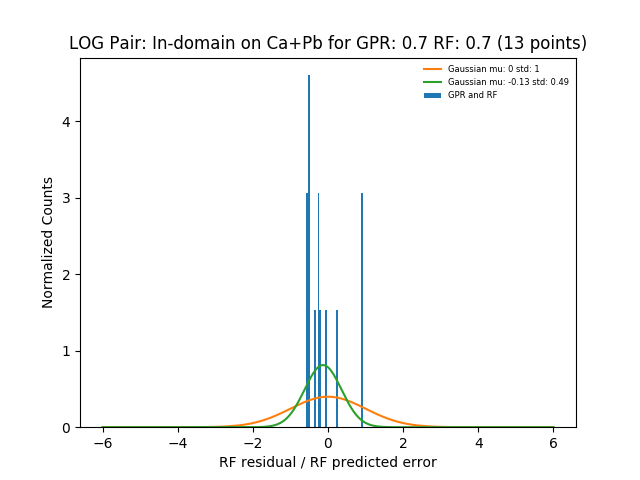 LOG Pair: In-domain on Ca+Pb for GPR: 0.7 RF: 0.7 (13 points)
Gaussian mu: 0 std: 1
Gaussian mu: -0.13 std: 0.49
GPR and RF
Normalized Counts
4
3
2
1
0
−6 −4 −2 0 2 4 6
RF residual / RF predicted error